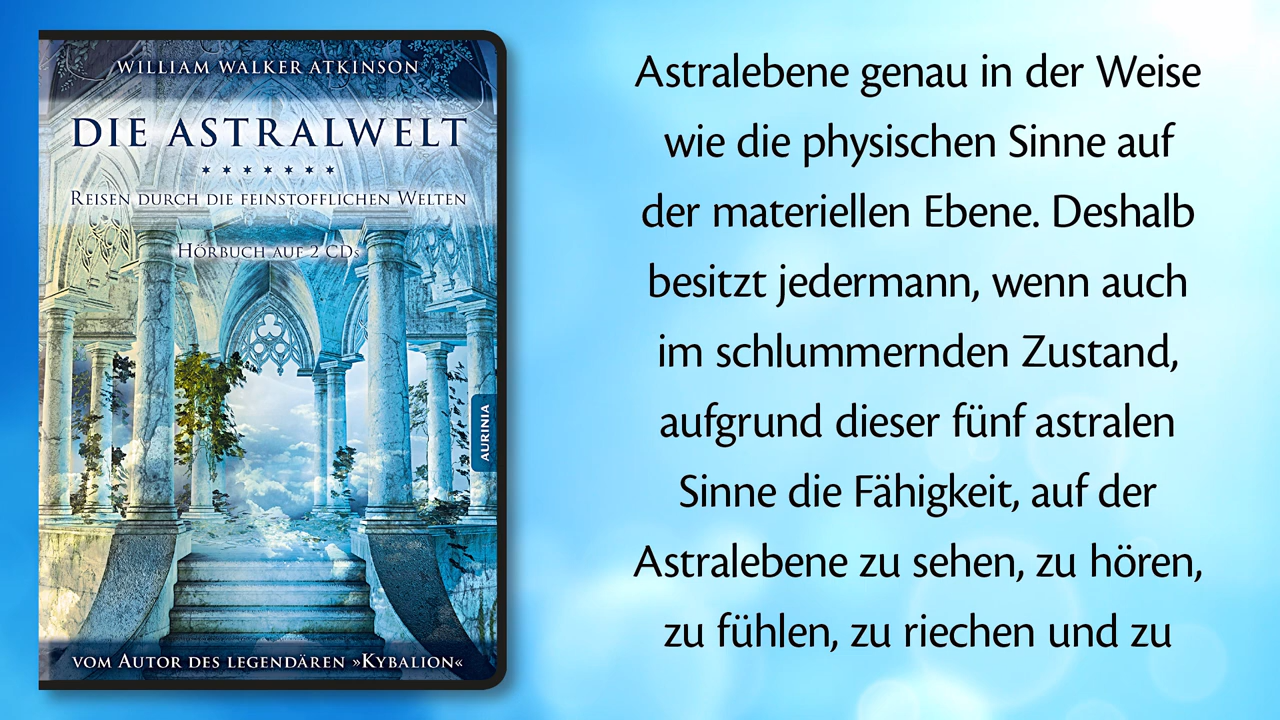 WILLIAM WALKER ATKINSON
DIE ASTRALWELT
REISEN DURCH DIE FEINSTOFFLICHEN WELTEN
HÖRBUCH AUF 2 CDs
AURINIA
VOM AUTOR DES LEGENDÄREN »KYBALION«
Astralebene genau in der Weise
wie die physischen Sinne auf
der materiellen Ebene. Deshalb
besitzt jedermann, wenn auch
im schlummernden Zustand,
aufgrund dieser fünf astralen
Sinne die Fähigkeit, auf der
Astralebene zu sehen, zu hören,
zu fühlen, zu riechen und zu